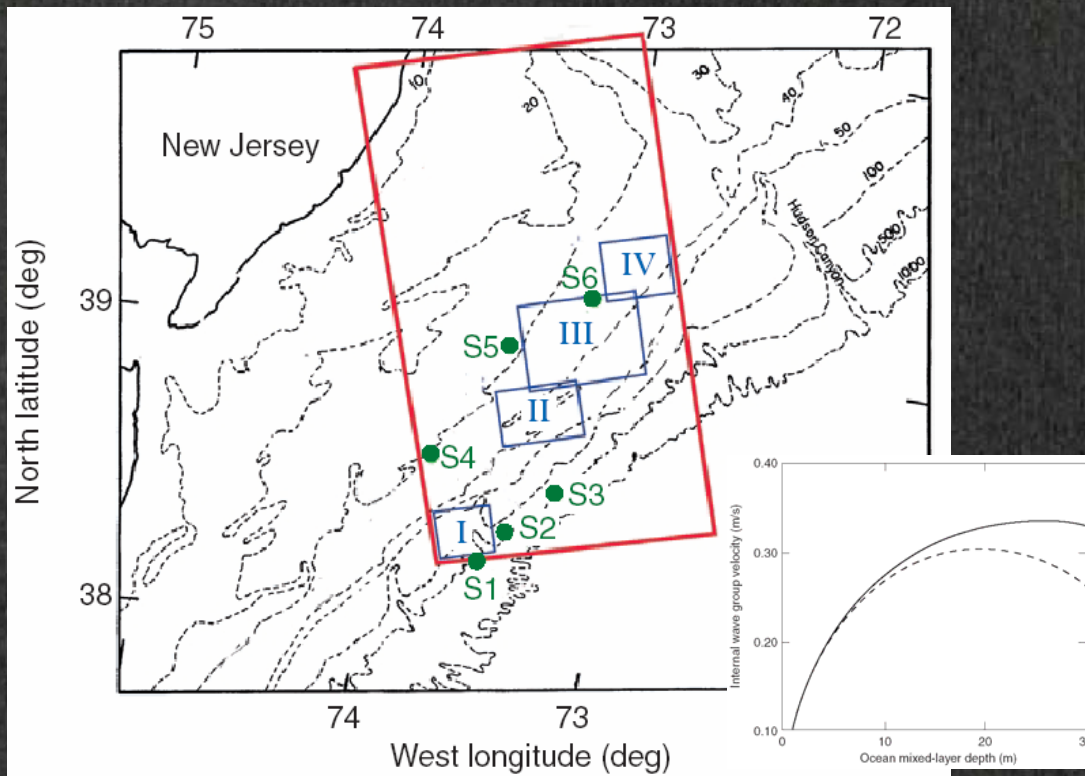 75
74
73
72
New Jersey
10
20
30
40
50
100
500
1000
Hudson Canyon
IV
S6
39
III
S5
II
S4
S3
I
S2
S1
38
North latitude (deg)
74
73
West longitude (deg)
0.40
0.30
0.20
0.10
Internal wave group velocity (m/s)
0
10
20
Ocean mixed-layer depth (m)